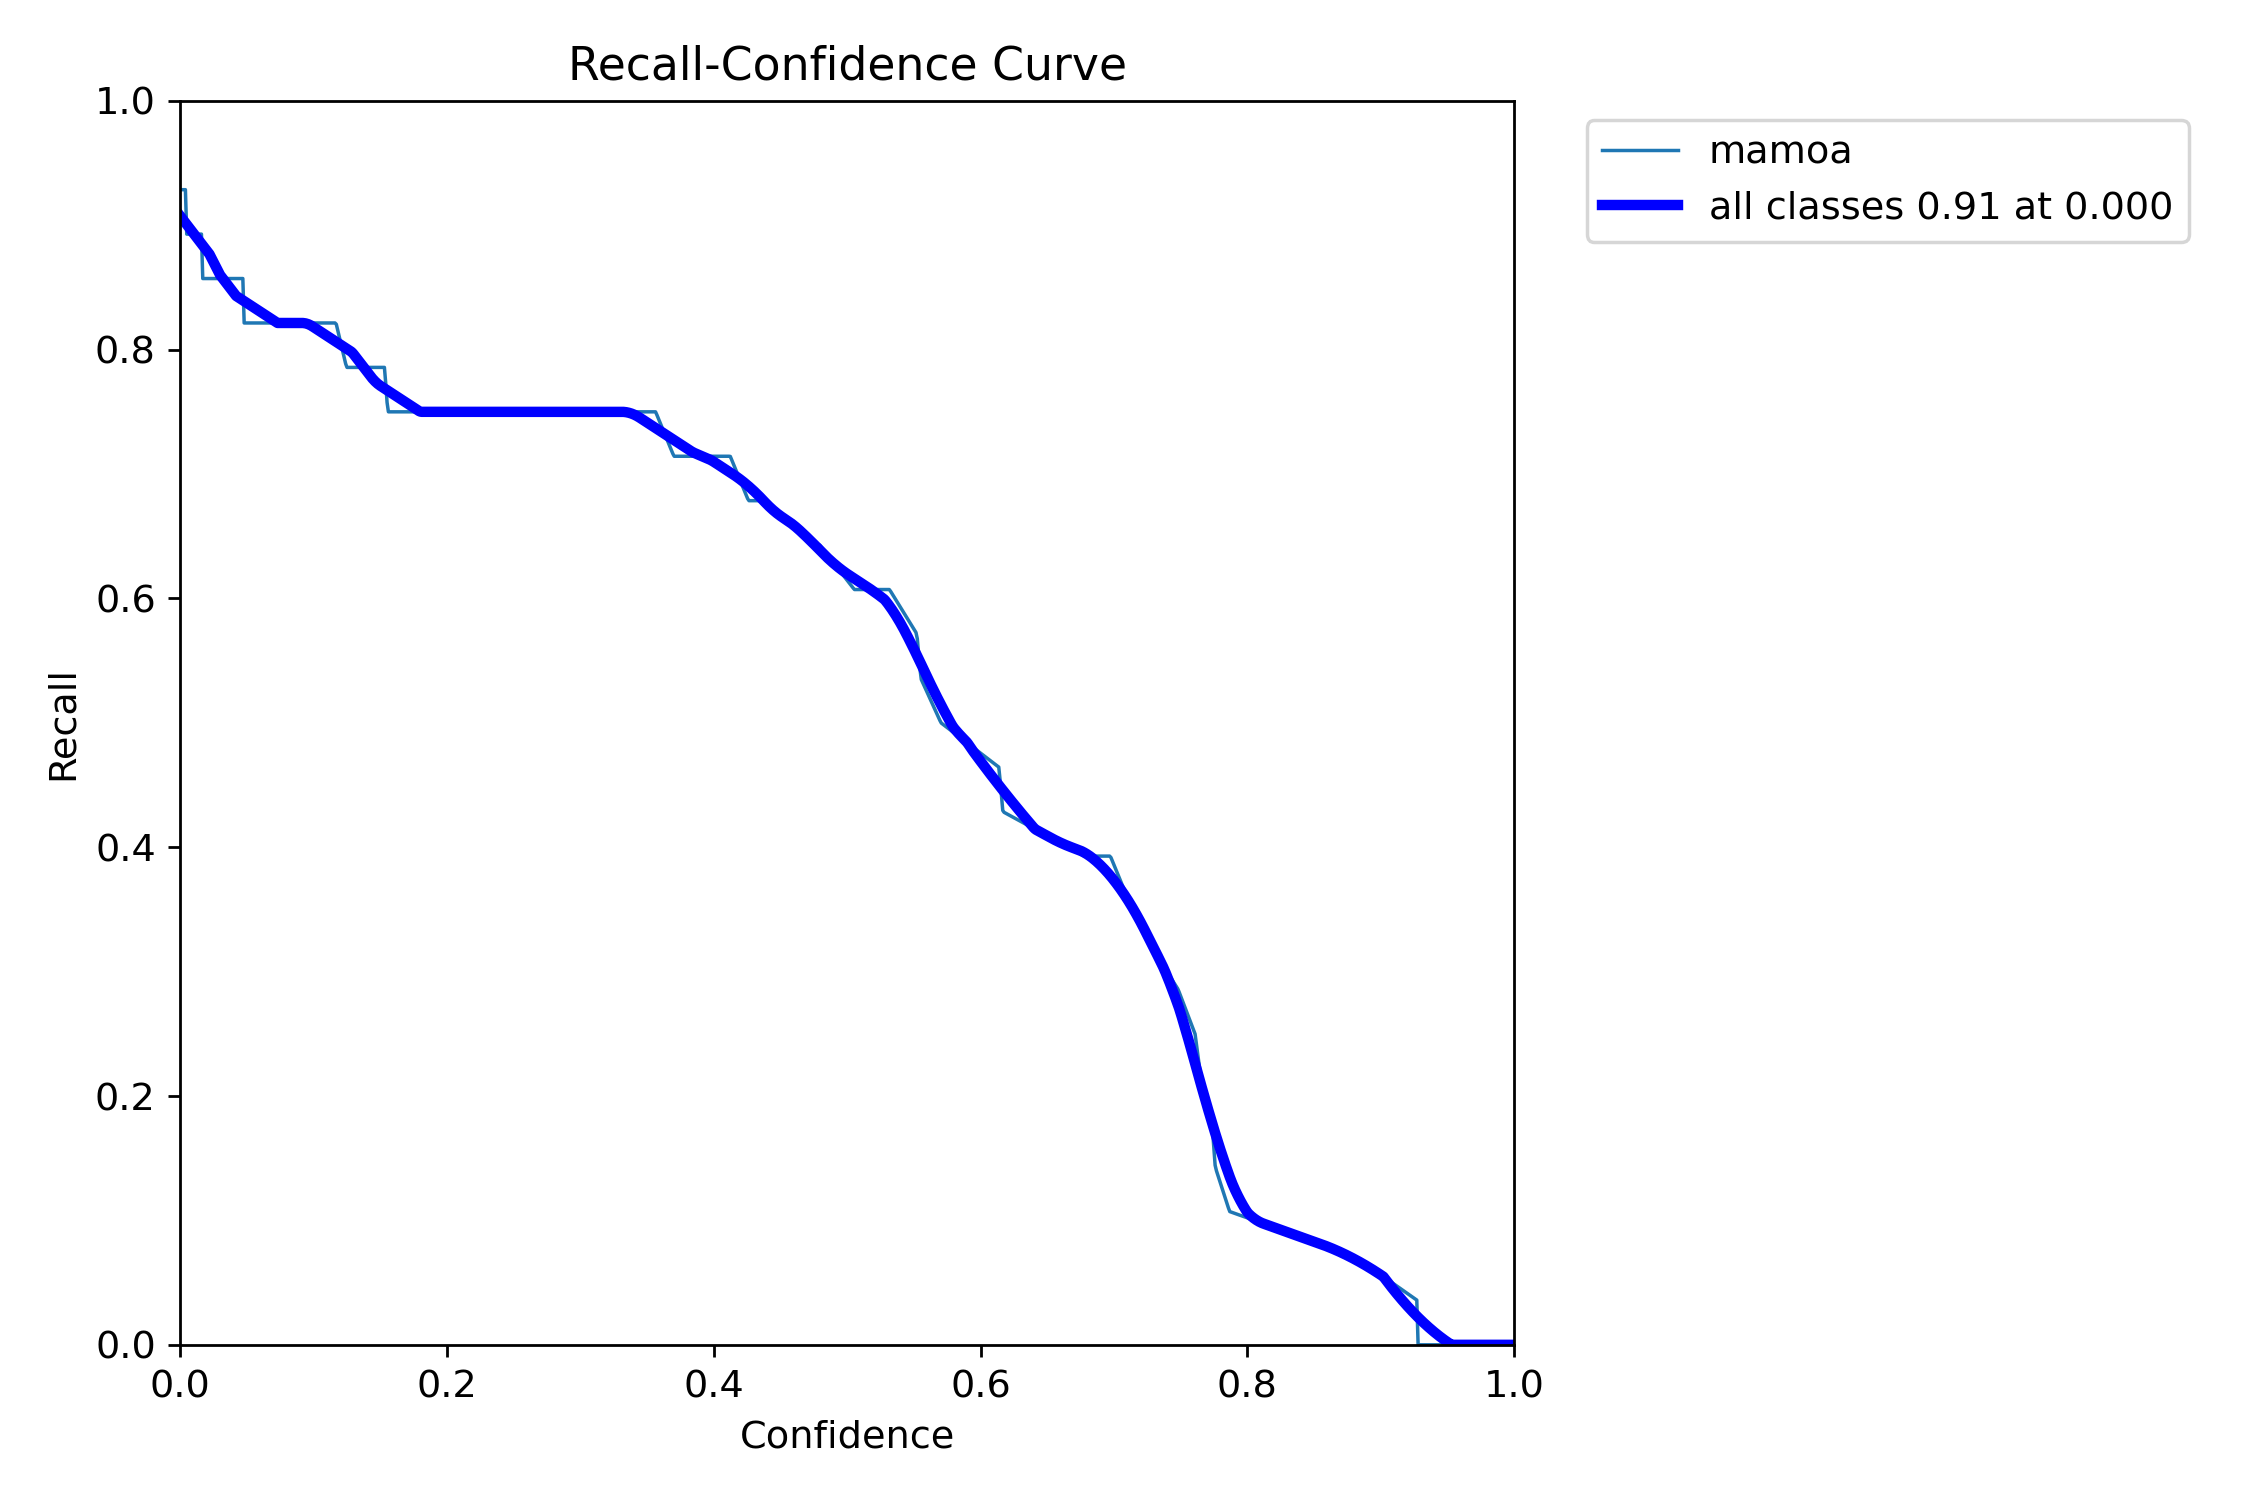 Recall-Confidence Curve
mamoa
all classes 0.91 at 0.000
1.0
0.8
0.6
0.4
0.2
0.0
Recall
0.0 0.2 0.4 0.6 0.8 1.0
Confidence